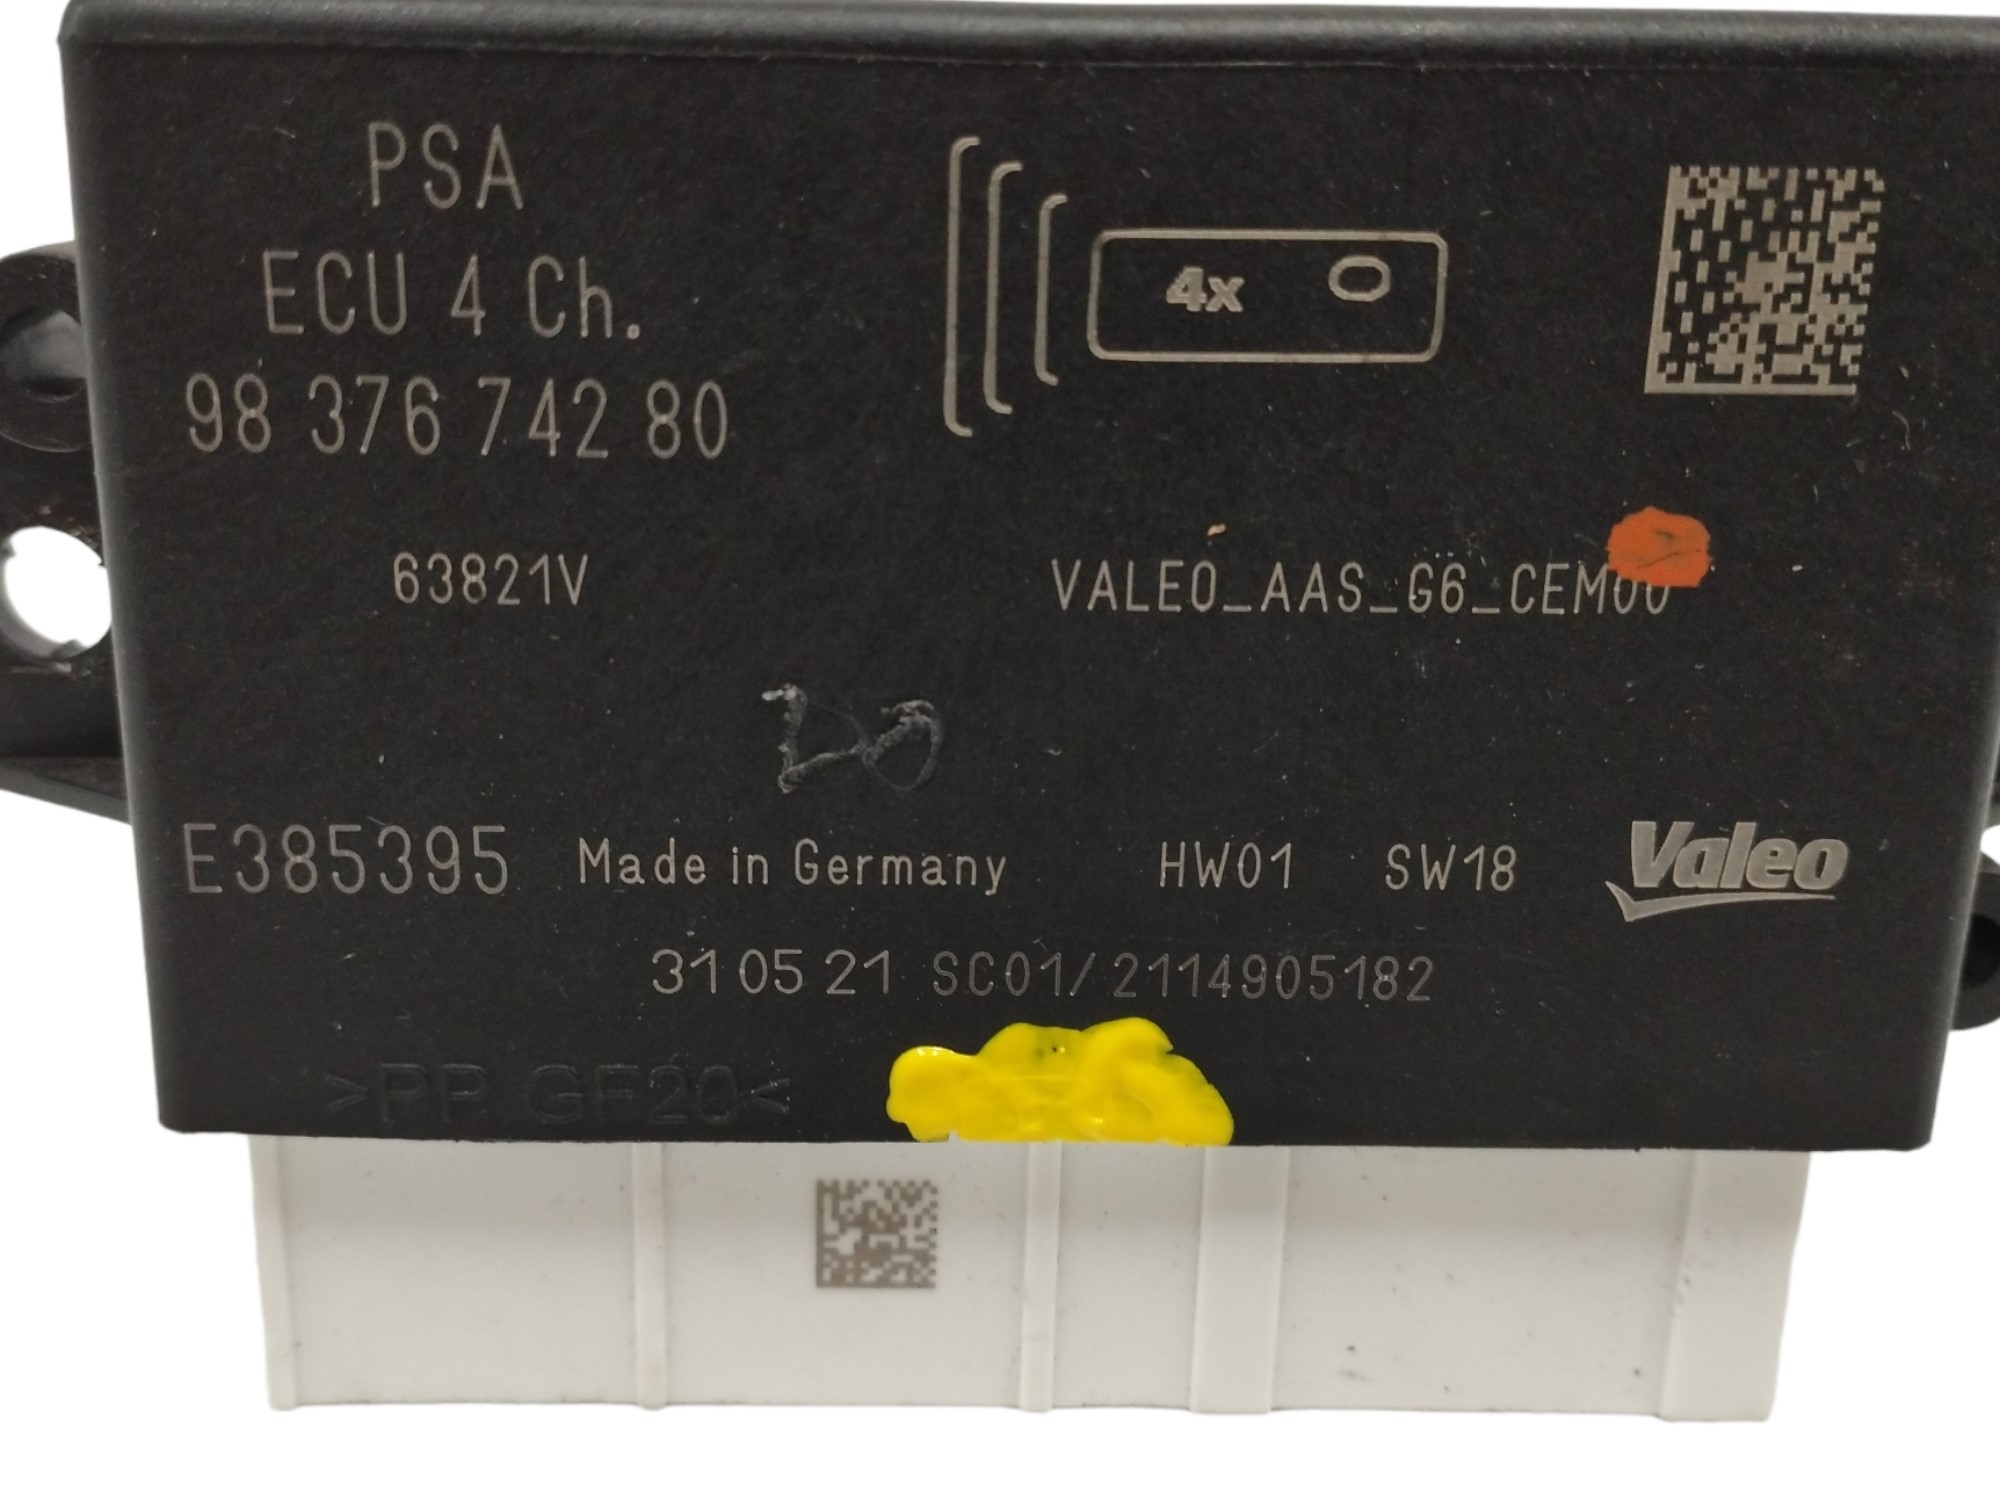 PSA
ECU 4 Ch.
98 376 742 80
4x
63821V
VALEO_AAS_G6_CEM00
E385395 Made in Germany HW01 SW18 Valeo
31 05 21 SC01/2114905182
>PP GF20<